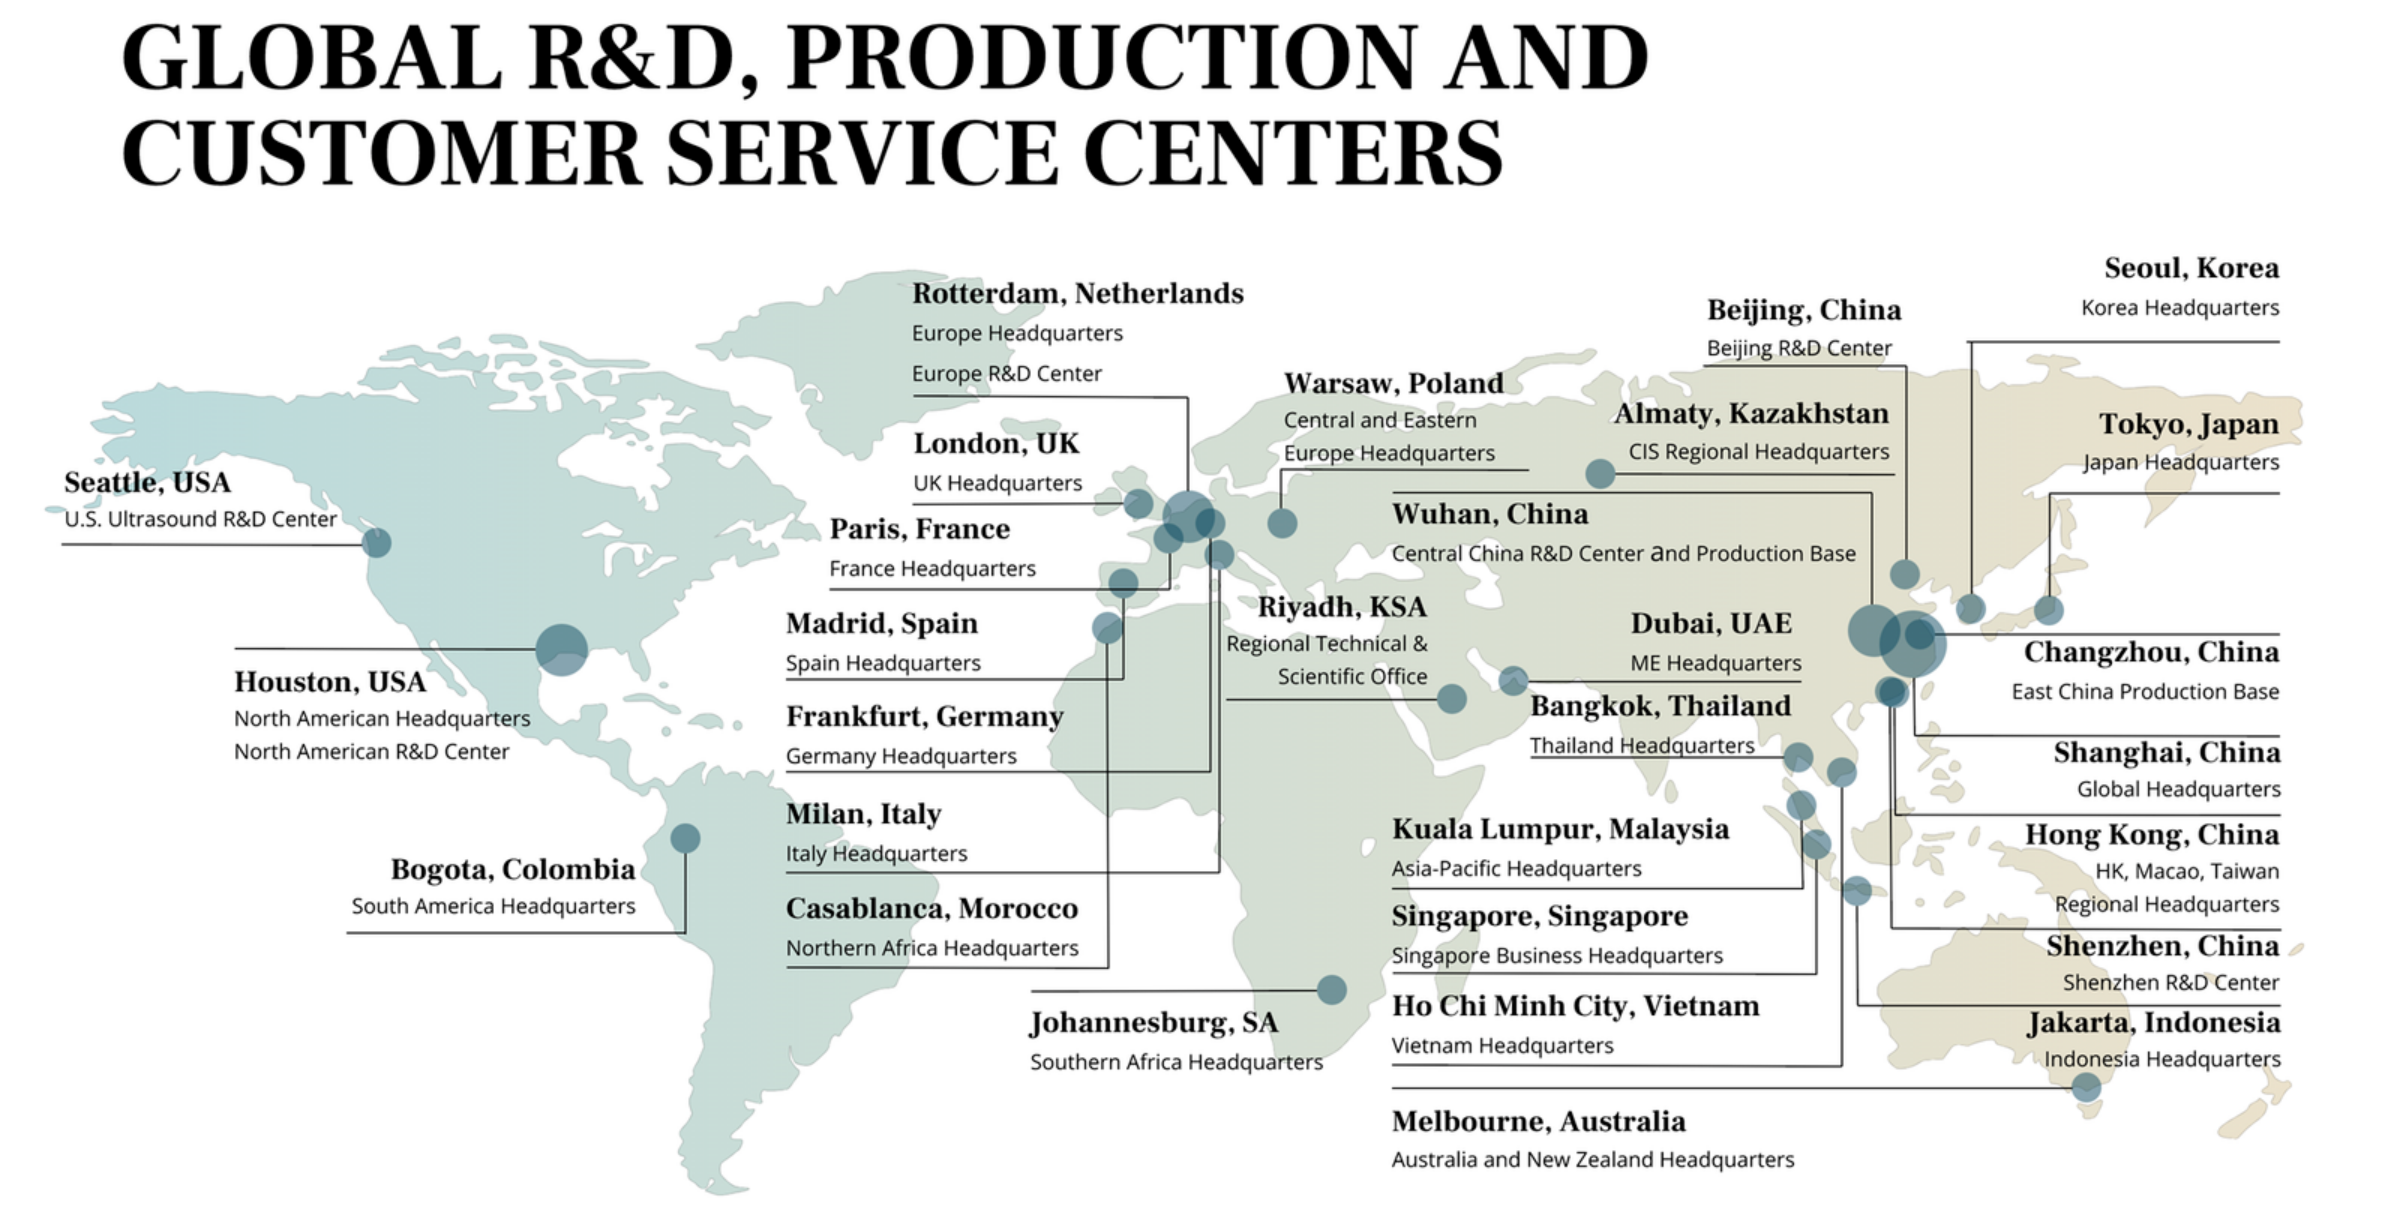 GLOBAL R&D, PRODUCTION AND
CUSTOMER SERVICE CENTERS
Seattle, USA
U.S. Ultrasound R&D Center
Houston, USA
North American Headquarters
North American R&D Center
Bogota, Colombia
South America Headquarters
Rotterdam, Netherlands
Europe Headquarters
Europe R&D Center
London, UK
UK Headquarters
Paris, France
France Headquarters
Madrid, Spain
Spain Headquarters
Frankfurt, Germany
Germany Headquarters
Milan, Italy
Italy Headquarters
Casablanca, Morocco
Northern Africa Headquarters
Johannesburg, SA
Southern Africa Headquarters
Warsaw, Poland
Central and Eastern
Europe Headquarters
Riyadh, KSA
Regional Technical &
Scientific Office
Beijing, China
Beijing R&D Center
Almaty, Kazakhstan
CIS Regional Headquarters
Wuhan, China
Central China R&D Center and Production Base
Dubai, UAE
ME Headquarters
Bangkok, Thailand
Thailand Headquarters
Kuala Lumpur, Malaysia
Asia-Pacific Headquarters
Singapore, Singapore
Singapore Business Headquarters
Ho Chi Minh City, Vietnam
Vietnam Headquarters
Melbourne, Australia
Australia and New Zealand Headquarters
Seoul, Korea
Korea Headquarters
Tokyo, Japan
Japan Headquarters
Changzhou, China
East China Production Base
Shanghai, China
Global Headquarters
Hong Kong, China
HK, Macao, Taiwan
Regional Headquarters
Shenzhen, China
Shenzhen R&D Center
Jakarta, Indonesia
Indonesia Headquarters